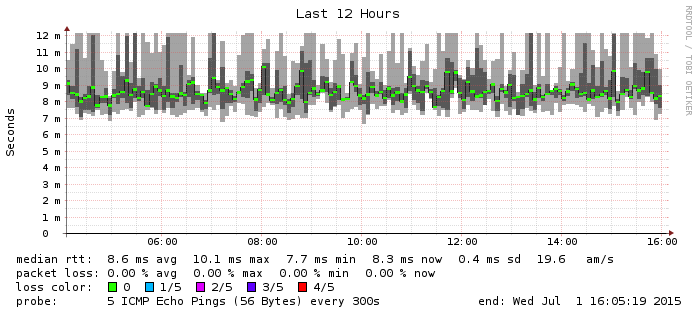 Last 12 Hours
RRDTOOL / TOBI OETIKER
Seconds
12 m
11 m
10 m
9 m
8 m
7 m
6 m
5 m
4 m
3 m
2 m
1 m
0
06:00 08:00 10:00 12:00 14:00 16:00
median rtt: 8.6 ms avg 10.1 ms max 7.7 ms min 8.3 ms now 0.4 ms sd 19.6 am/s
packet loss: 0.00 % avg 0.00 % max 0.00 % min 0.00 % now
loss color: 0 1/5 2/5 3/5 4/5
probe: 5 ICMP Echo Pings (56 Bytes) every 300s end: Wed Jul 1 16:05:19 2015